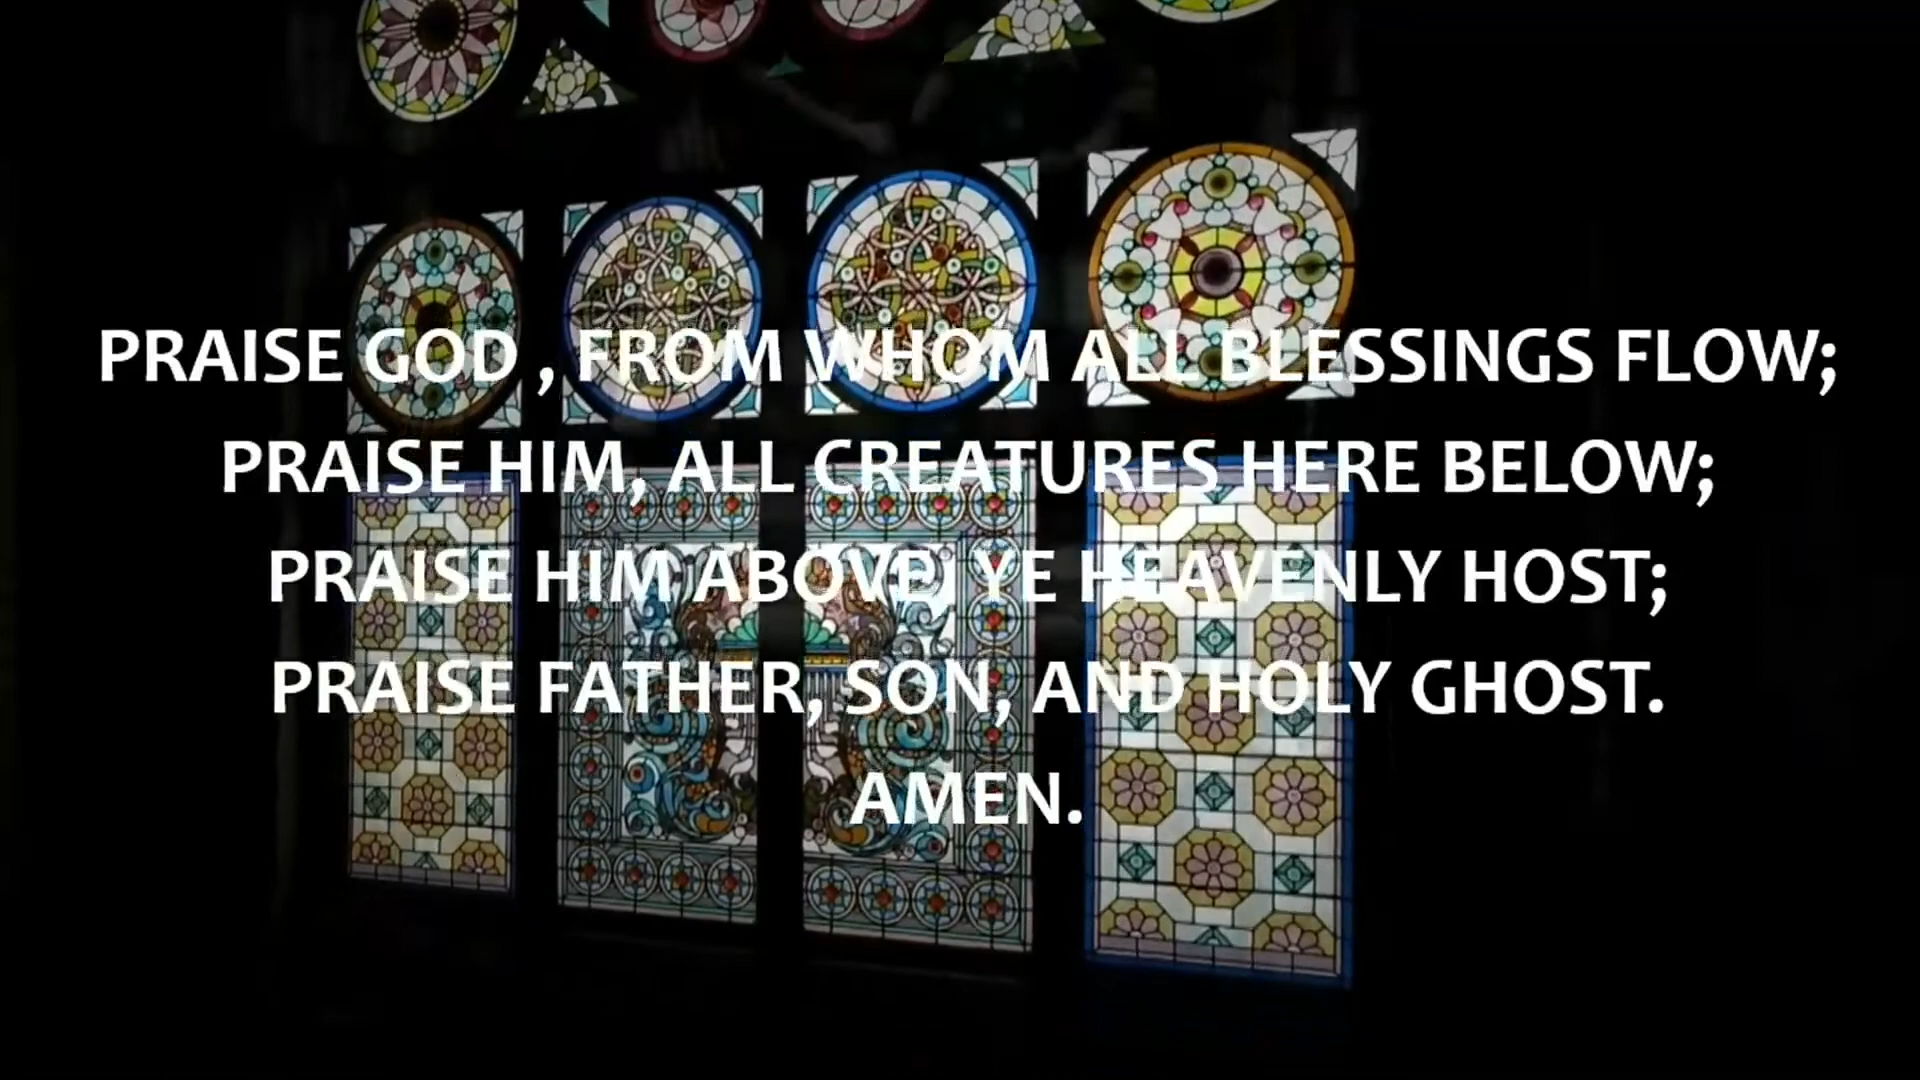 PRAISE GOD , FROM WHOM ALL BLESSINGS FLOW;
PRAISE HIM, ALL CREATURES HERE BELOW;
PRAISE HIM ABOVE, YE HEAVENLY HOST;
PRAISE FATHER, SON, AND HOLY GHOST.
AMEN.